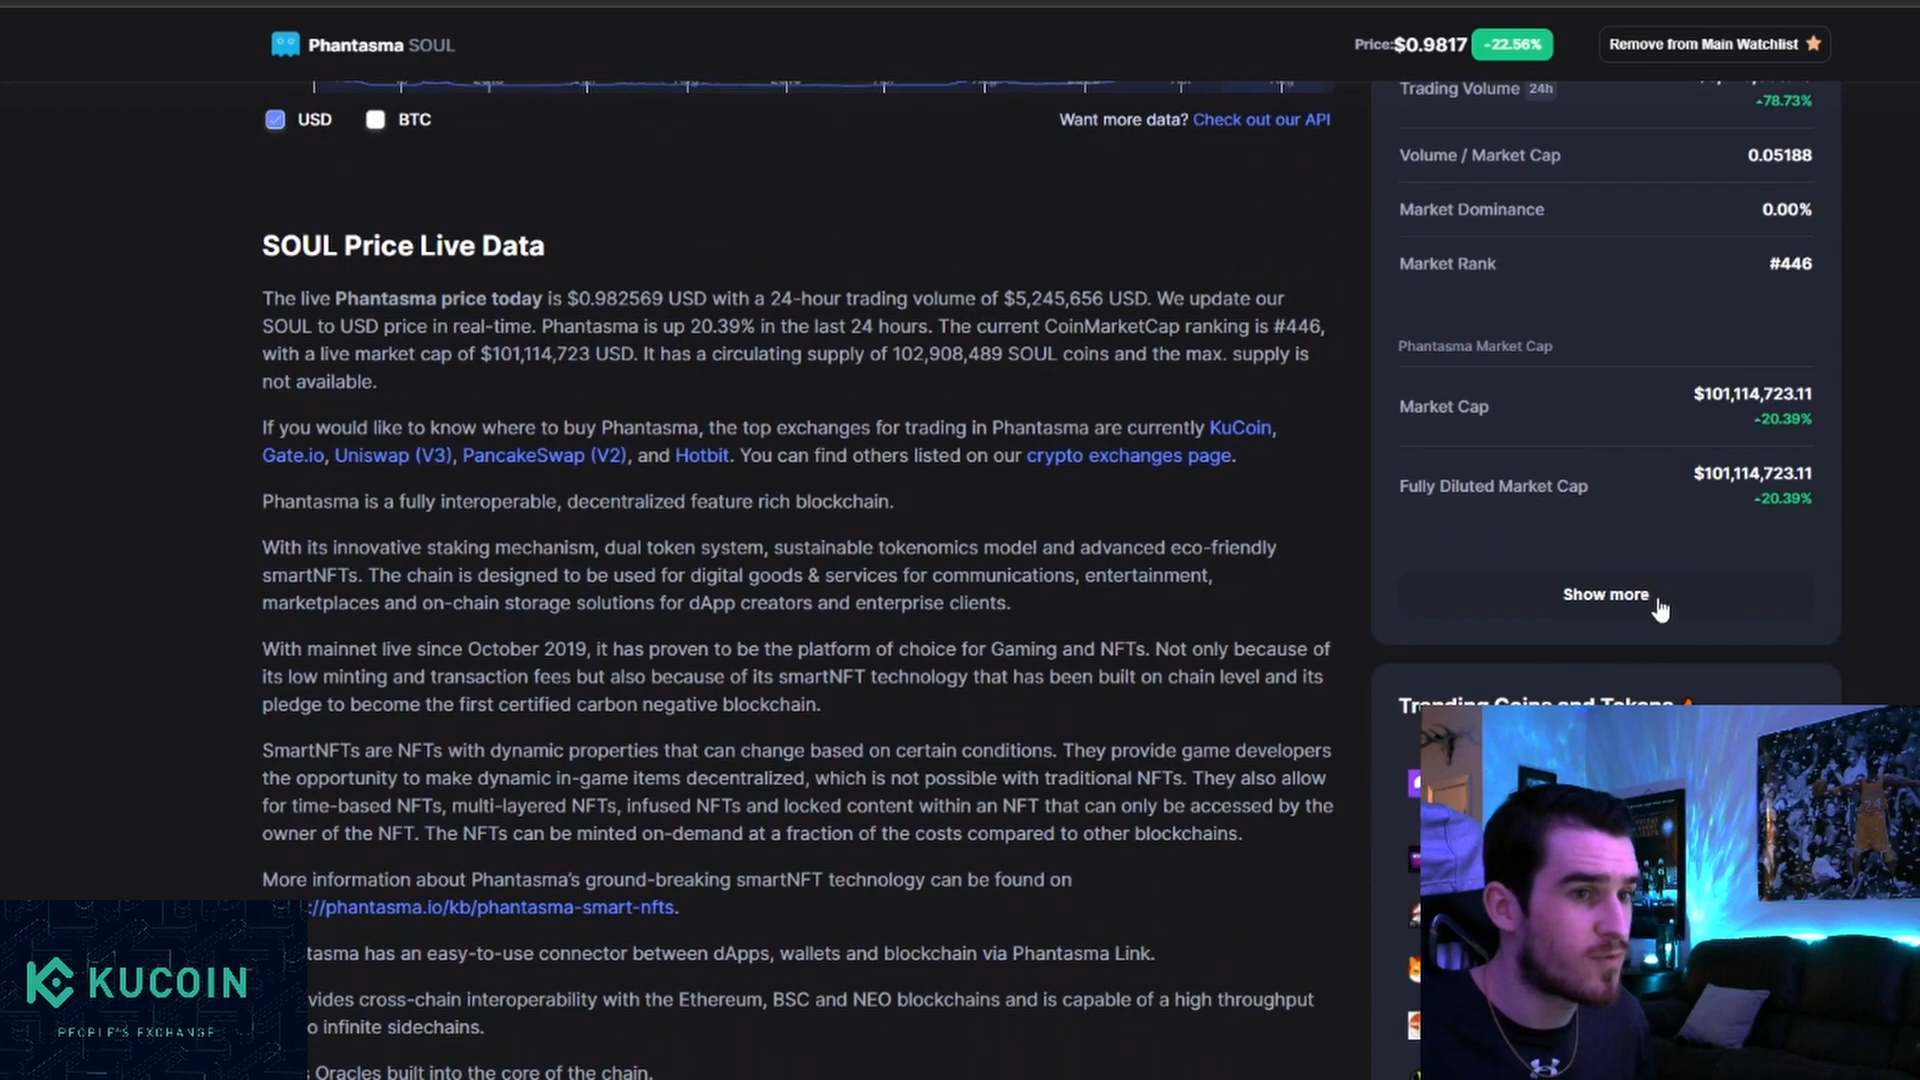 Phantasma SOUL
Price: $0.9817 -22.56%
Remove from Main Watchlist
USD
BTC
Want more data? Check out our API
SOUL Price Live Data
The live Phantasma price today is $0.982569 USD with a 24-hour trading volume of $5,245,656 USD. We update our
SOUL to USD price in real-time. Phantasma is up 20.39% in the last 24 hours. The current CoinMarketCap ranking is #446,
with a live market cap of $101,114,723 USD. It has a circulating supply of 102,908,489 SOUL coins and the max. supply is
not available.
If you would like to know where to buy Phantasma, the top exchanges for trading in Phantasma are currently KuCoin,
Gate.io, Uniswap (V3), PancakeSwap (V2), and Hotbit. You can find others listed on our crypto exchanges page.
Phantasma is a fully interoperable, decentralized feature rich blockchain.
With its innovative staking mechanism, dual token system, sustainable tokenomics model and advanced eco-friendly
smartNFTs. The chain is designed to be used for digital goods & services for communications, entertainment,
marketplaces and on-chain storage solutions for dApp creators and enterprise clients.
With mainnet live since October 2019, it has proven to be the platform of choice for Gaming and NFTs. Not only because of
its low minting and transaction fees but also because of its smartNFT technology that has been built on chain level and its
pledge to become the first certified carbon negative blockchain.
SmartNFTs are NFTs with dynamic properties that can change based on certain conditions. They provide game developers
the opportunity to make dynamic in-game items decentralized, which is not possible with traditional NFTs. They also allow
for time-based NFTs, multi-layered NFTs, infused NFTs and locked content within an NFT that can only be accessed by the
owner of the NFT. The NFTs can be minted on-demand at a fraction of the costs compared to other blockchains.
More information about Phantasma's ground-breaking smartNFT technology can be found on
://phantasma.io/kb/phantasma-smart-nfts.
tasma has an easy-to-use connector between dApps, wallets and blockchain via Phantasma Link.
vides cross-chain interoperability with the Ethereum, BSC and NEO blockchains and is capable of a high throughput
o infinite sidechains.
Oracles built into the core of the chain.
Trading Volume 24h
78.73%
Volume / Market Cap 0.05188
Market Dominance 0.00%
Market Rank #446
Phantasma Market Cap
Market Cap $101,114,723.11
20.39%
Fully Diluted Market Cap $101,114,723.11
20.39%
Show more
Trending Coins and Tokens
KUCOIN
PEOPLE'S EXCHANGE
24